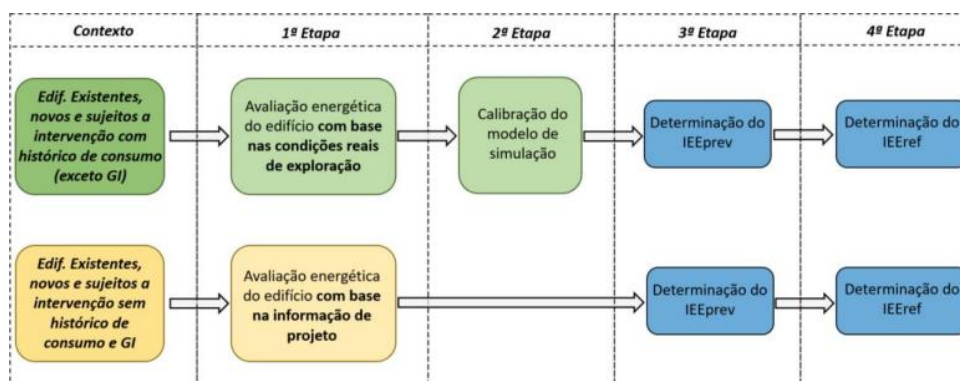 Contexto
1ª Etapa
2ª Etapa
3ª Etapa
4ª Etapa
Edif. Existentes,
novos e sujeitos a
intervenção com
histórico de consumo
(exceto GI)
Avaliação energética
do edifício com base
nas condições reais
de exploração
Calibração do
modelo de
simulação
Determinação do
IEEprev
Determinação do
IEEref
Edif. Existentes,
novos e sujeitos a
intervenção sem
histórico de
consumo e GI
Avaliação energética
do edifício com base
na informação de
projeto
Determinação do
IEEprev
Determinação do
IEEref